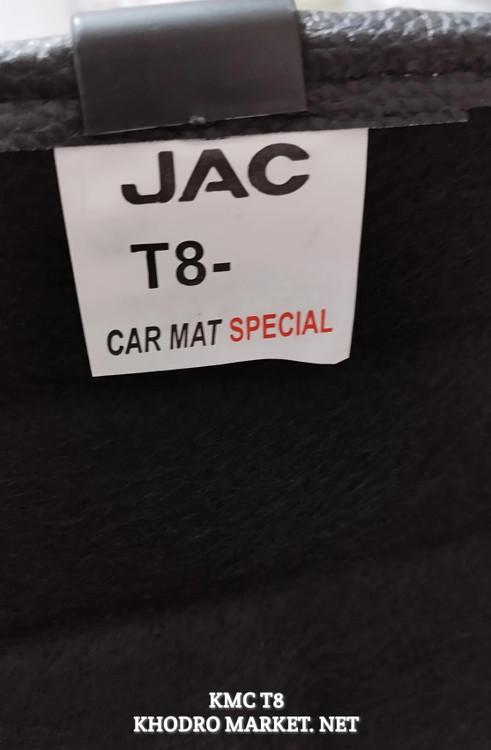 JAC
T8-
CAR MAT SPECIAL
KMC T8
KHODRO MARKET. NET